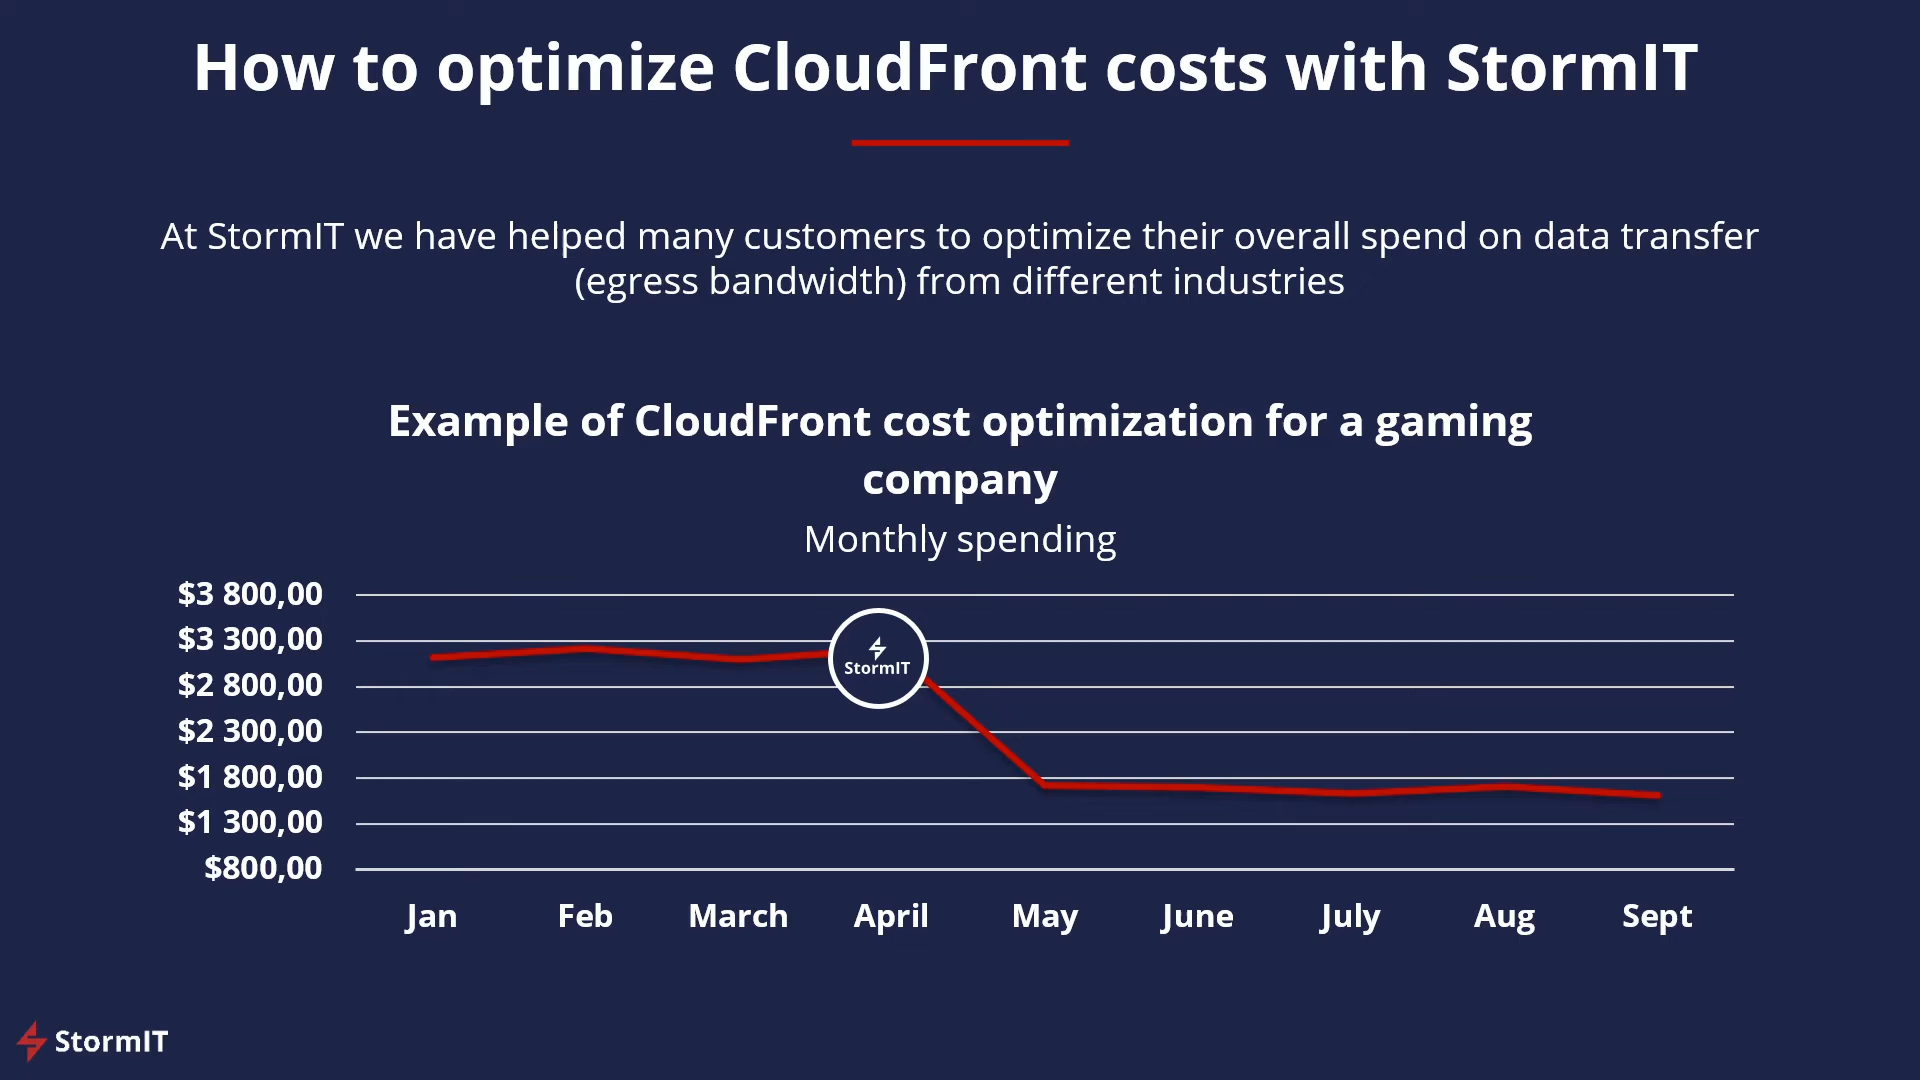 How to optimize CloudFront costs with StormIT
At StormIT we have helped many customers to optimize their overall spend on data transfer
(egress bandwidth) from different industries
Example of CloudFront cost optimization for a gaming
company
Monthly spending
$3 800,00
$3 300,00
$2 800,00
$2 300,00
$1 800,00
$1 300,00
$800,00
StormIT
Jan Feb March April May June July Aug Sept
StormIT